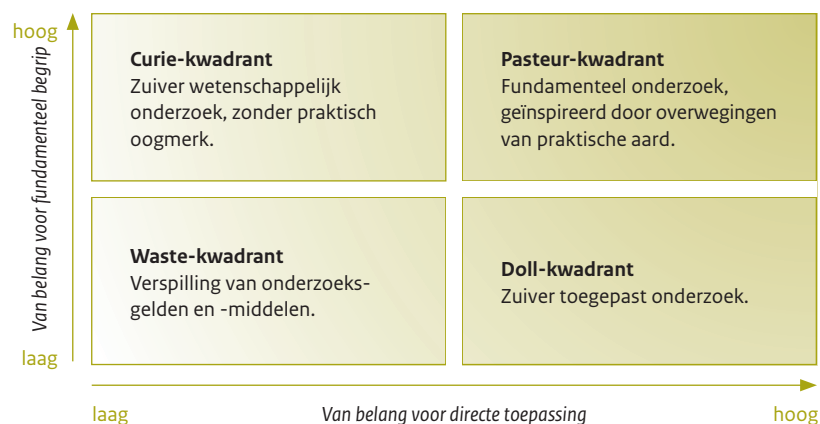 hoog
Van belang voor fundamenteel begrip
laag
Curie-kwadrant
Zuiver wetenschappelijk
onderzoek, zonder praktisch
oogmerk.
Pasteur-kwadrant
Fundamenteel onderzoek,
geïnspireerd door overwegingen
van praktische aard.
Waste-kwadrant
Verspilling van onderzoeks-
gelden en -middelen.
Doll-kwadrant
Zuiver toegepast onderzoek.
laag
Van belang voor directe toepassing
hoog